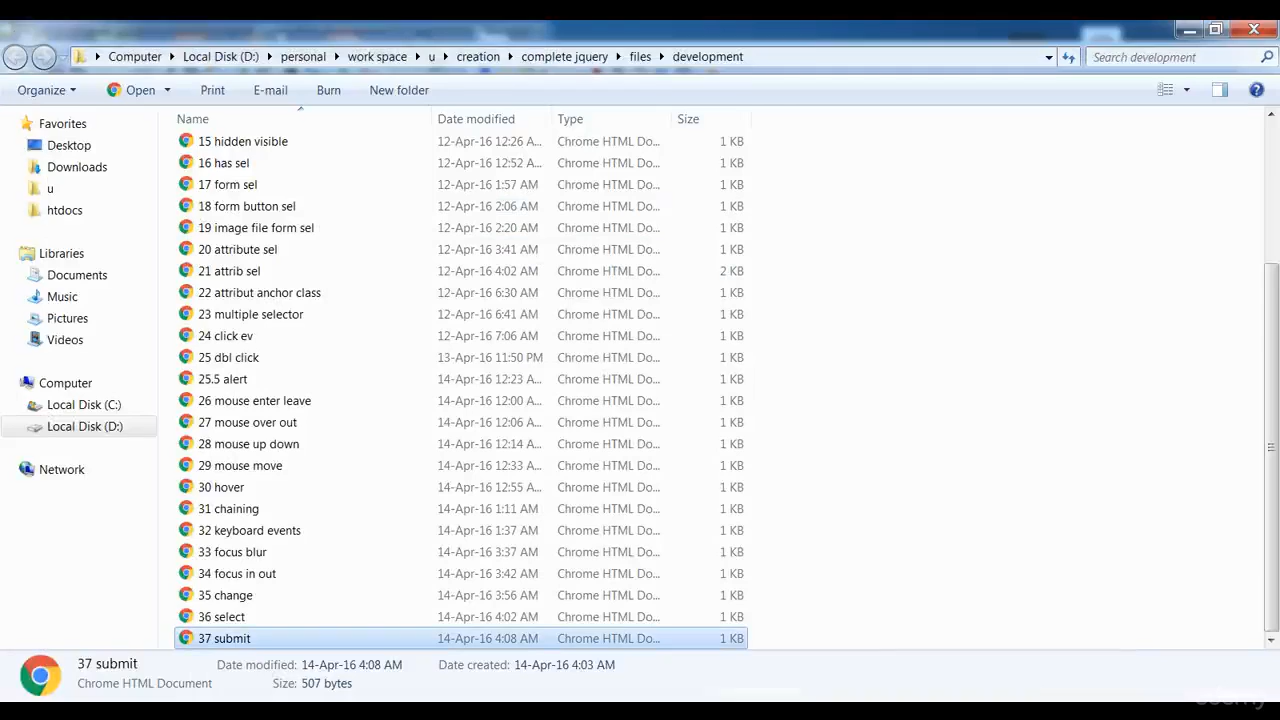 Computer Local Disk (D:) personal work space u creation complete jquery files development Search development
Organize Open Print E-mail Burn New folder
Name Date modified Type Size
Favorites
Desktop
Downloads
u
htdocs
Libraries
Documents
Music
Pictures
Videos
Computer
Local Disk (C:)
Local Disk (D:)
Network
15 hidden visible 12-Apr-16 12:26 A... Chrome HTML Do... 1 KB
16 has sel 12-Apr-16 12:52 A... Chrome HTML Do... 1 KB
17 form sel 12-Apr-16 1:57 AM Chrome HTML Do... 1 KB
18 form button sel 12-Apr-16 2:06 AM Chrome HTML Do... 1 KB
19 image file form sel 12-Apr-16 2:20 AM Chrome HTML Do... 1 KB
20 attribute sel 12-Apr-16 3:41 AM Chrome HTML Do... 1 KB
21 attrib sel 12-Apr-16 4:02 AM Chrome HTML Do... 2 KB
22 attribut anchor class 12-Apr-16 6:30 AM Chrome HTML Do... 1 KB
23 multiple selector 12-Apr-16 6:41 AM Chrome HTML Do... 1 KB
24 click ev 12-Apr-16 7:06 AM Chrome HTML Do... 1 KB
25 dbl click 13-Apr-16 11:50 PM Chrome HTML Do... 1 KB
25.5 alert 14-Apr-16 12:23 A... Chrome HTML Do... 1 KB
26 mouse enter leave 14-Apr-16 12:00 A... Chrome HTML Do... 1 KB
27 mouse over out 14-Apr-16 12:06 A... Chrome HTML Do... 1 KB
28 mouse up down 14-Apr-16 12:14 A... Chrome HTML Do... 1 KB
29 mouse move 14-Apr-16 12:33 A... Chrome HTML Do... 1 KB
30 hover 14-Apr-16 12:55 A... Chrome HTML Do... 1 KB
31 chaining 14-Apr-16 1:11 AM Chrome HTML Do... 1 KB
32 keyboard events 14-Apr-16 1:37 AM Chrome HTML Do... 1 KB
33 focus blur 14-Apr-16 3:37 AM Chrome HTML Do... 1 KB
34 focus in out 14-Apr-16 3:42 AM Chrome HTML Do... 1 KB
35 change 14-Apr-16 3:56 AM Chrome HTML Do... 1 KB
36 select 14-Apr-16 4:02 AM Chrome HTML Do... 1 KB
37 submit 14-Apr-16 4:08 AM Chrome HTML Do... 1 KB
37 submit Date modified: 14-Apr-16 4:08 AM Date created: 14-Apr-16 4:03 AM
Chrome HTML Document Size: 507 bytes